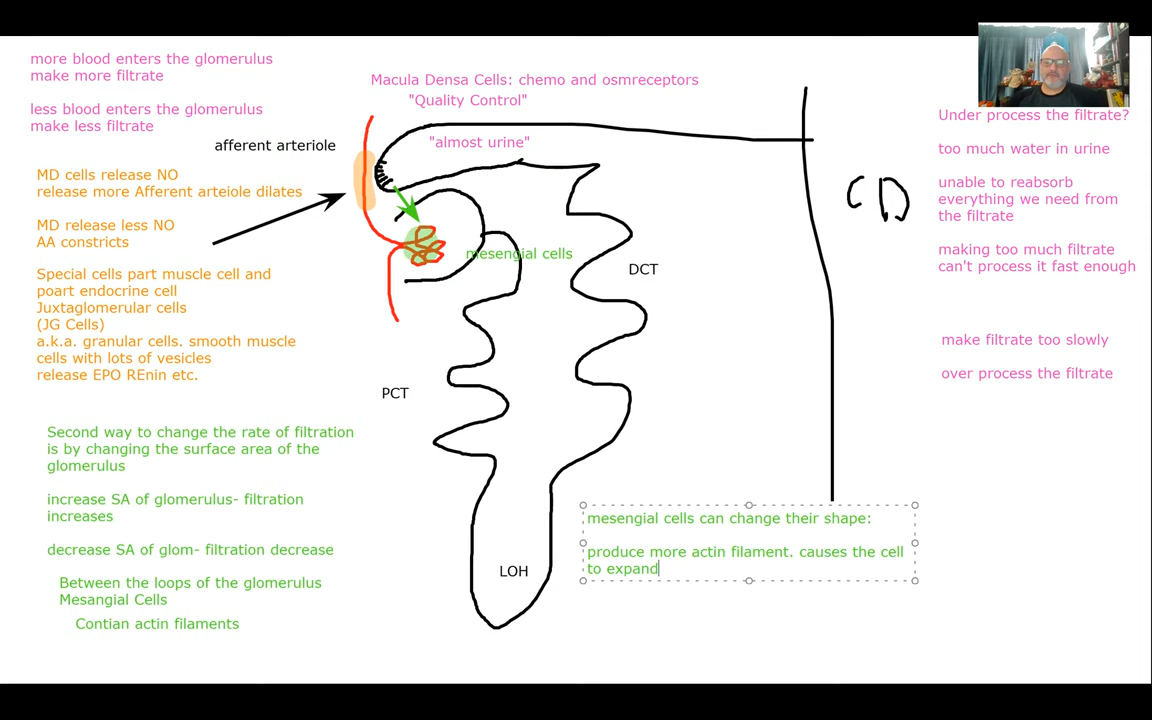 more blood enters the glomerulus
make more filtrate
less blood enters the glomerulus
make less filtrate
Macula Densa Cells: chemo and osmreceptors
"Quality Control"
"almost urine"
afferent arteriole
MD cells release NO
release more Afferent arteiole dilates
MD release less NO
AA constricts
Special cells part muscle cell and
poart endocrine cell
Juxtaglomerular cells
(JG Cells)
a.k.a. granular cells. smooth muscle
cells with lots of vesicles
release EPO REnin etc.
Second way to change the rate of filtration
is by changing the surface area of the
glomerulus
increase SA of glomerulus- filtration
increases
decrease SA of glom- filtration decrease
Between the loops of the glomerulus
Mesangial Cells
Contian actin filaments
mesengial cells
DCT
PCT
LOH
CD
mesengial cells can change their shape:
produce more actin filament. causes the cell
to expand
Under process the filtrate?
too much water in urine
unable to reabsorb
everything we need from
the filtrate
making too much filtrate
can't process it fast enough
make filtrate too slowly
over process the filtrate